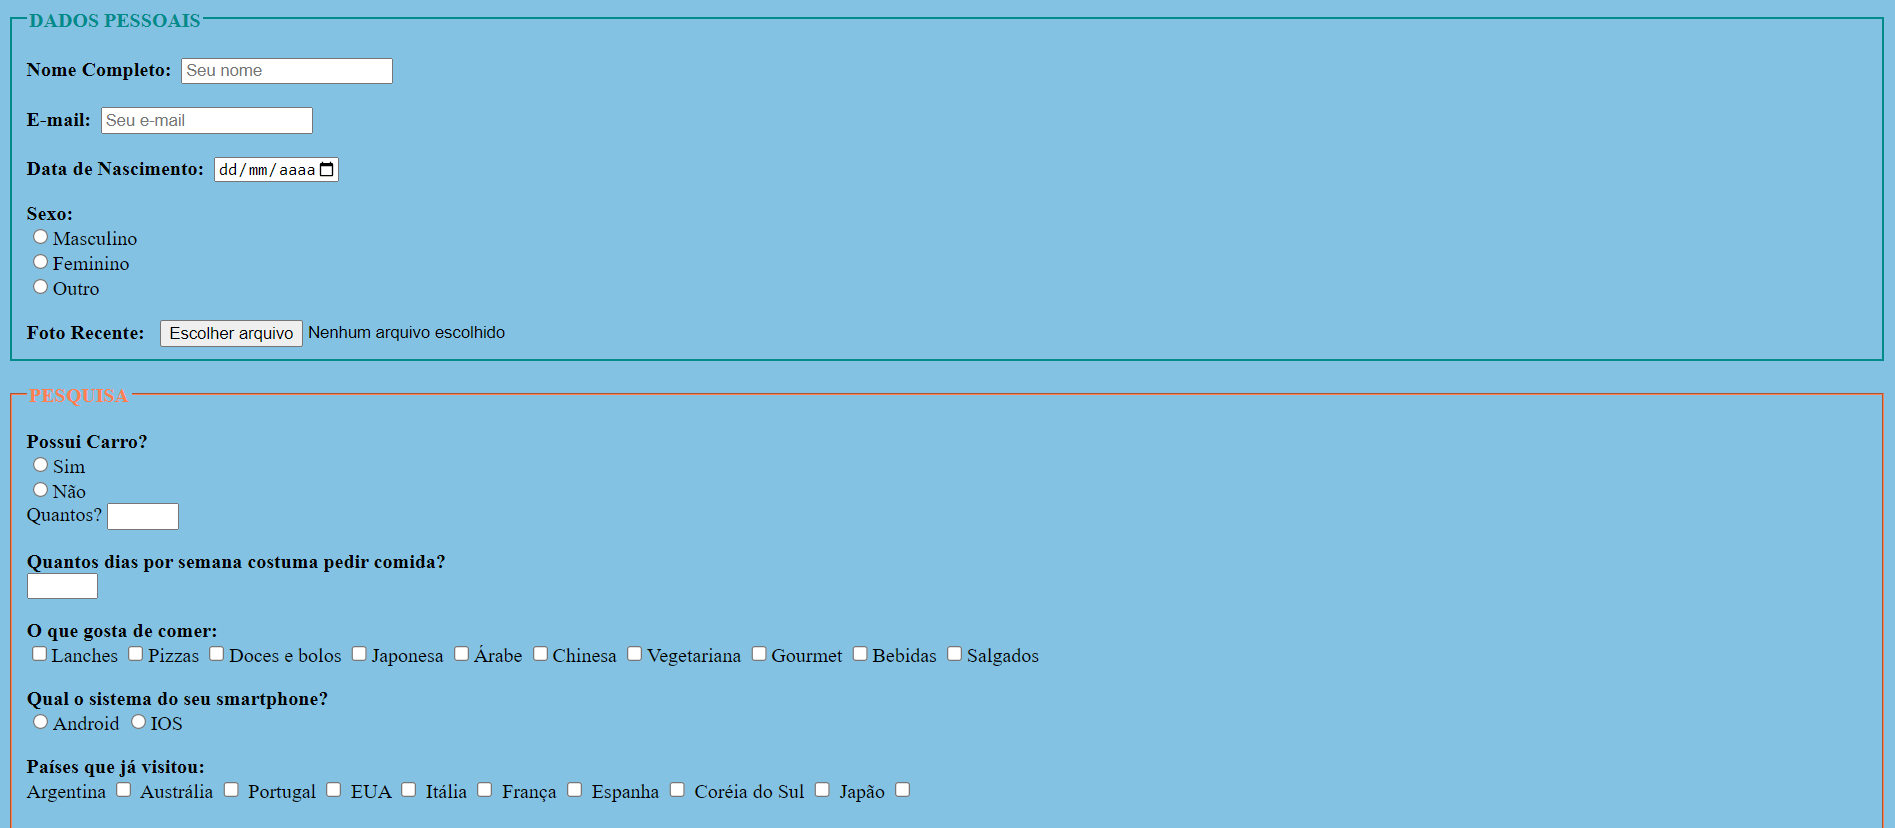 DADOS PESSOAIS
Nome Completo: Seu nome
E-mail: Seu e-mail
Data de Nascimento: dd/mm/aaaa
Sexo:
Masculino
Feminino
Outro
Foto Recente: Escolher arquivo Nenhum arquivo escolhido
PESQUISA
Possui Carro?
Sim
Não
Quantos?
Quantos dias por semana costuma pedir comida?
O que gosta de comer:
Lanches Pizzas Doces e bolos Japonesa Árabe Chinesa Vegetariana Gourmet Bebidas Salgados
Qual o sistema do seu smartphone?
Android IOS
Países que já visitou:
Argentina Austrália Portugal EUA Itália França Espanha Coréia do Sul Japão